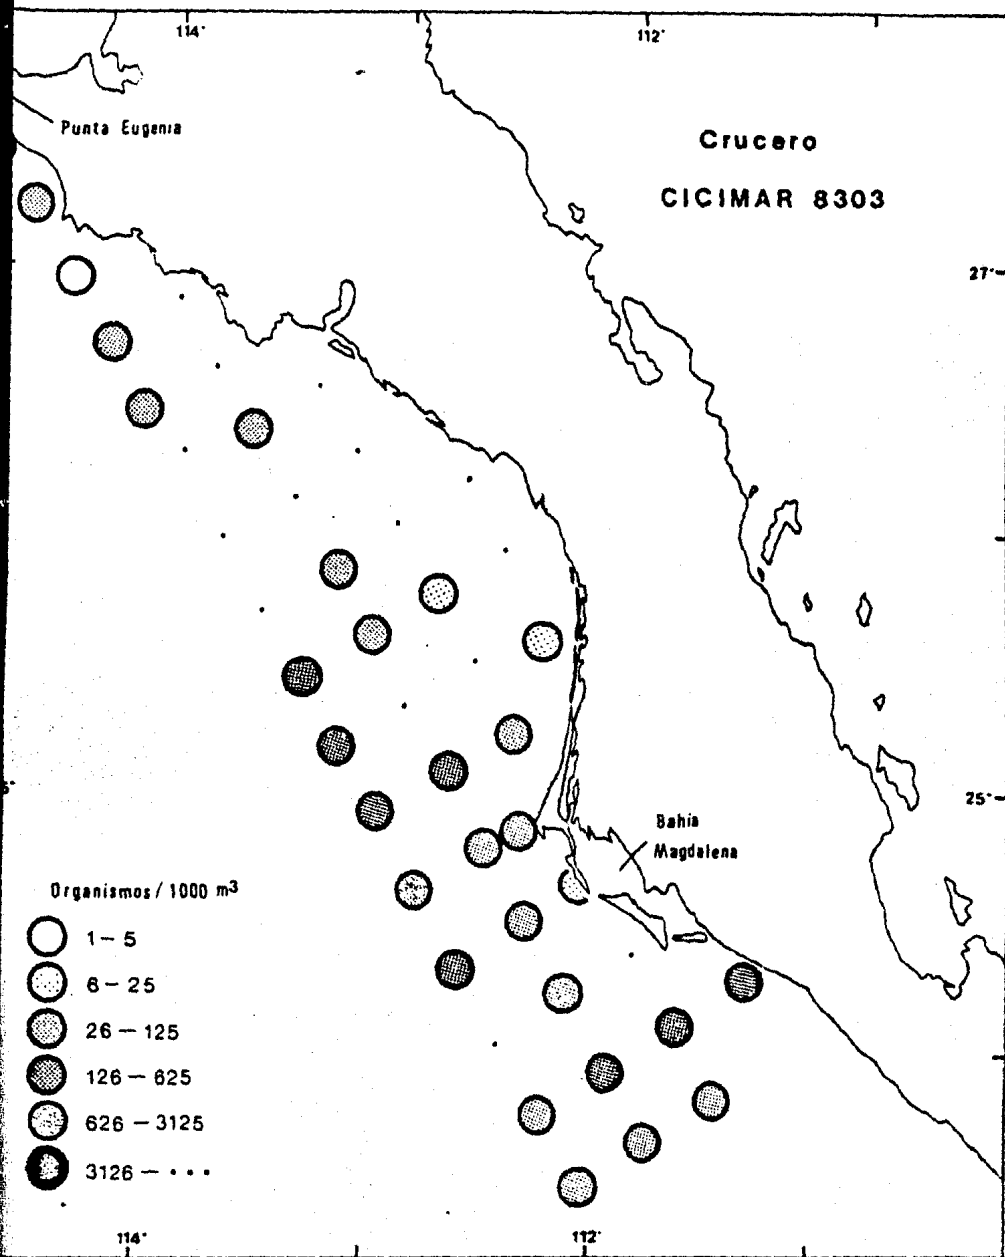 114°
112°
Punta Eugenia
Crucero
CICIMAR 8303
27°
25°
Bahia
Magdalena
Organismos / 1000 m³
1 – 5
6 – 25
26 – 125
126 – 625
626 – 3125
3126 – • • •
114°
112°